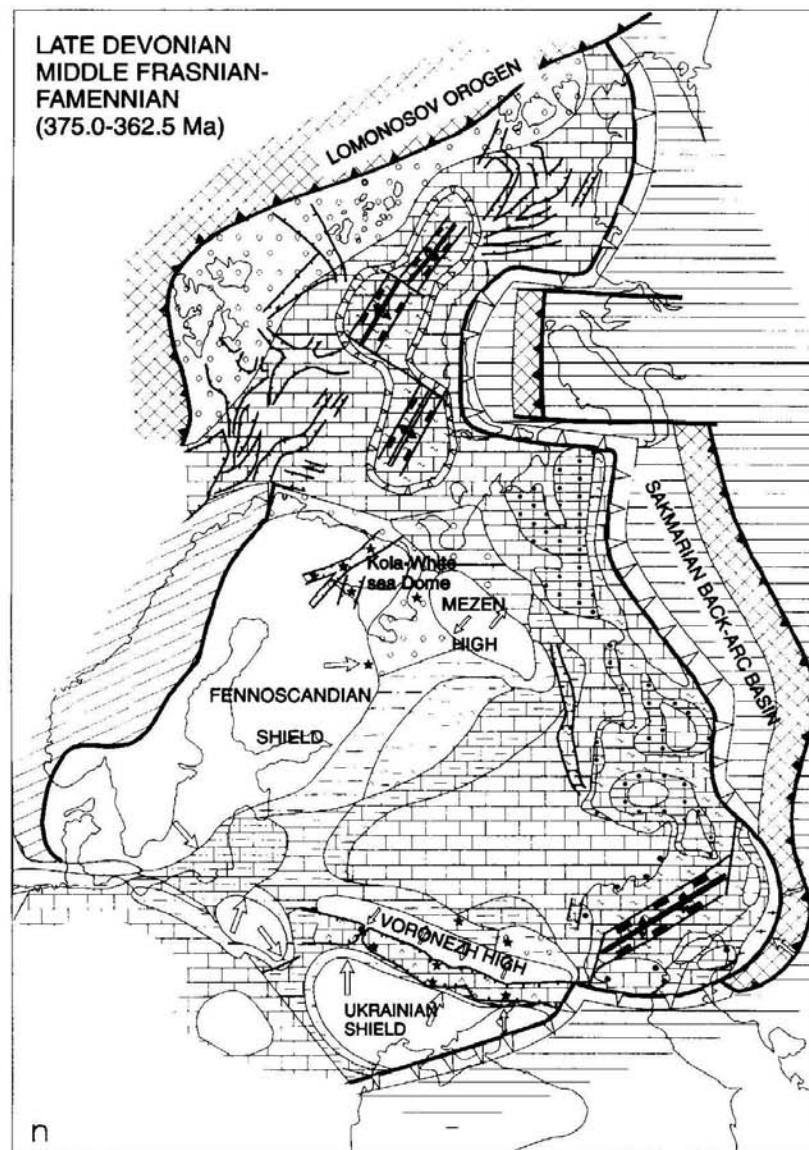 LATE DEVONIAN
MIDDLE FRASNIAN-
FAMENNIAN
(375.0-362.5 Ma)
LOMONOSOV OROGEN
SAKMARIAN BACK-ARC BASIN
Kola-White
sea Dome
MEZEN
HIGH
FENNOSCANDIAN
SHIELD
VORONEZH HIGH
UKRAINIAN
SHIELD
n